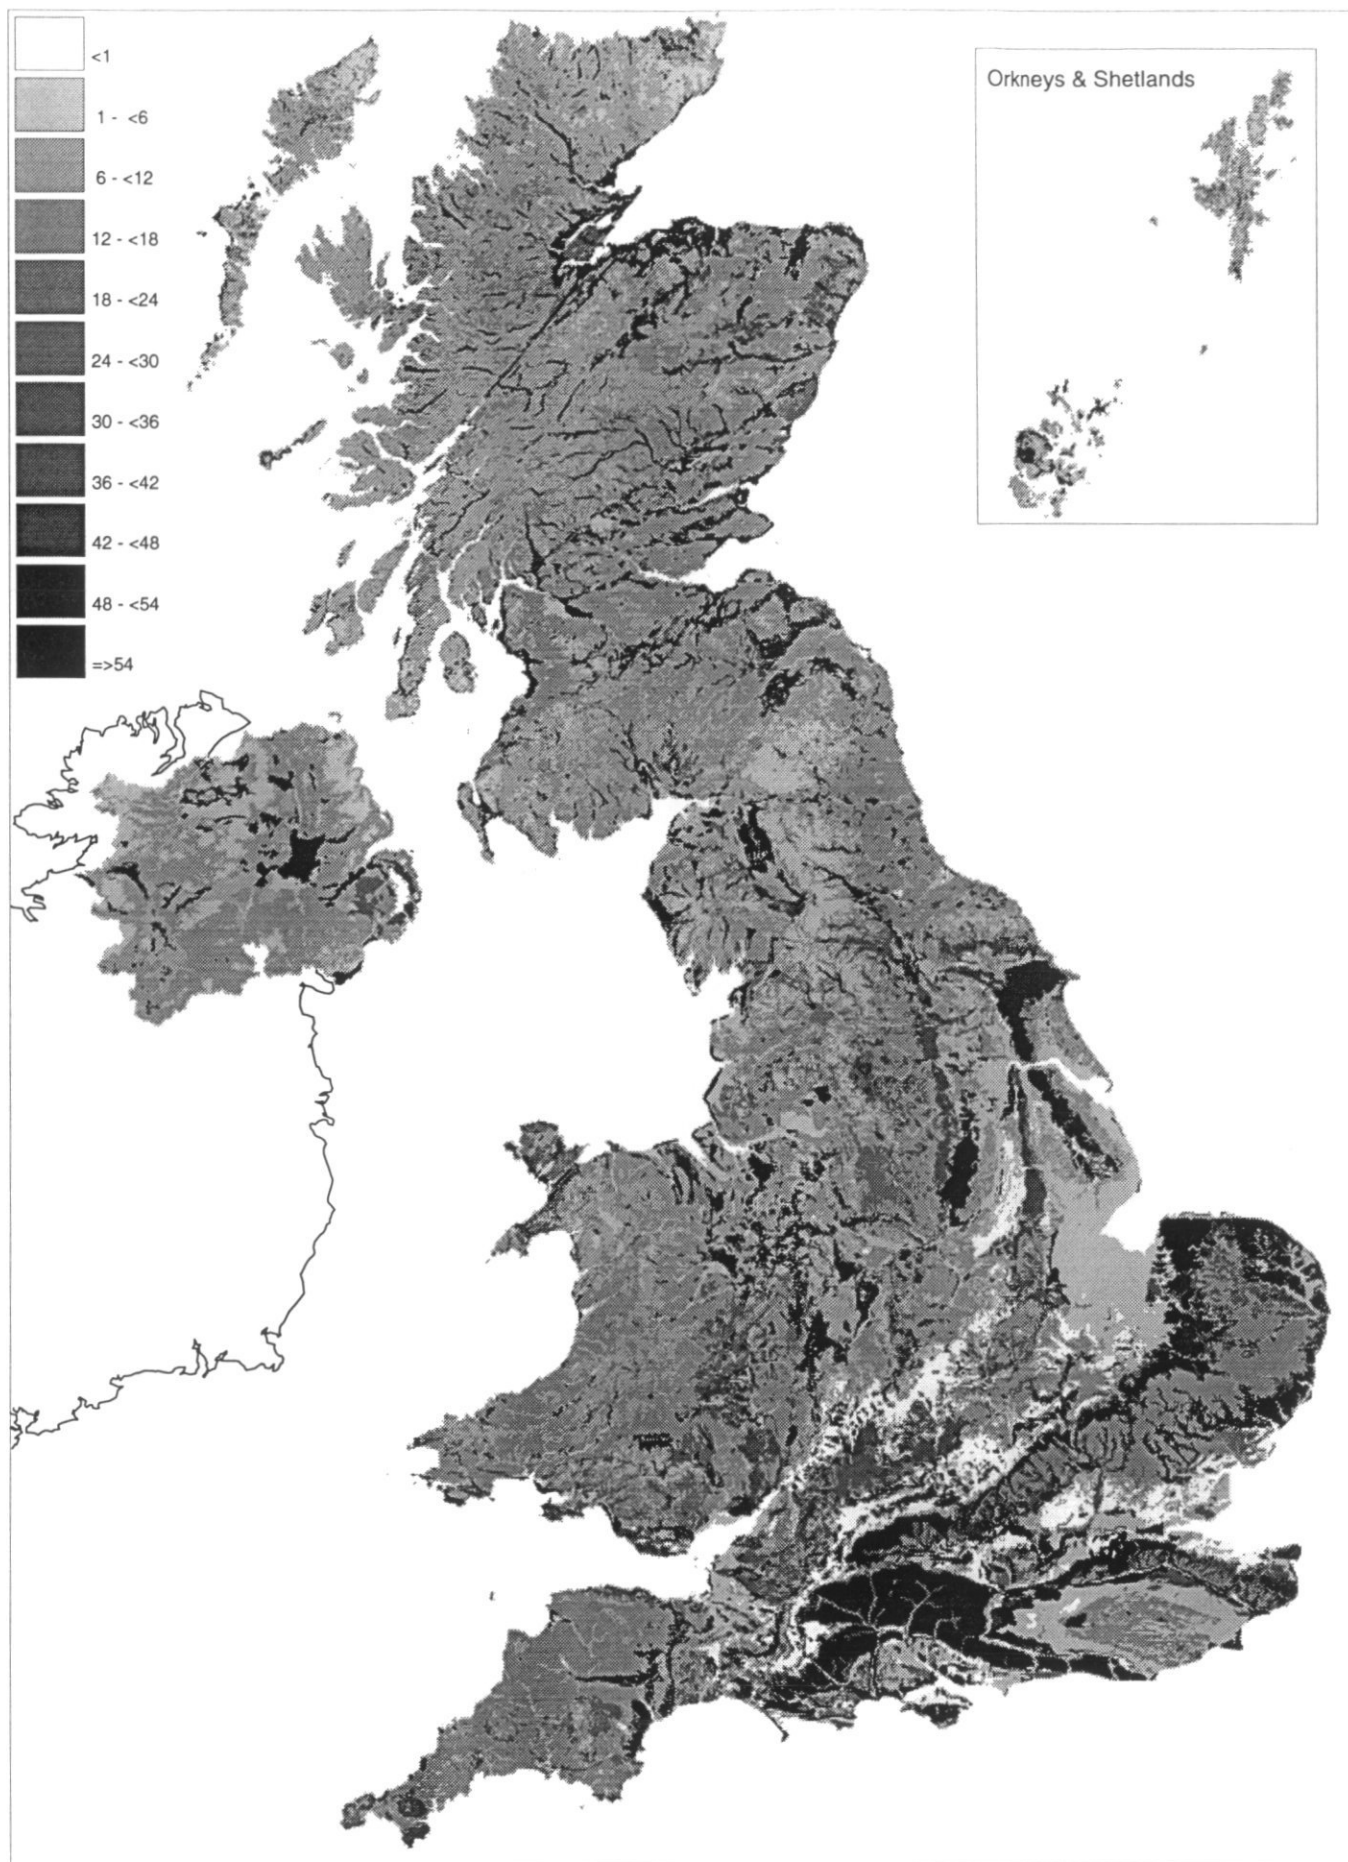 <1
1 - <6
6 - <12
12 - <18
18 - <24
24 - <30
30 - <36
36 - <42
42 - <48
48 - <54
=>54
Orkneys & Shetlands